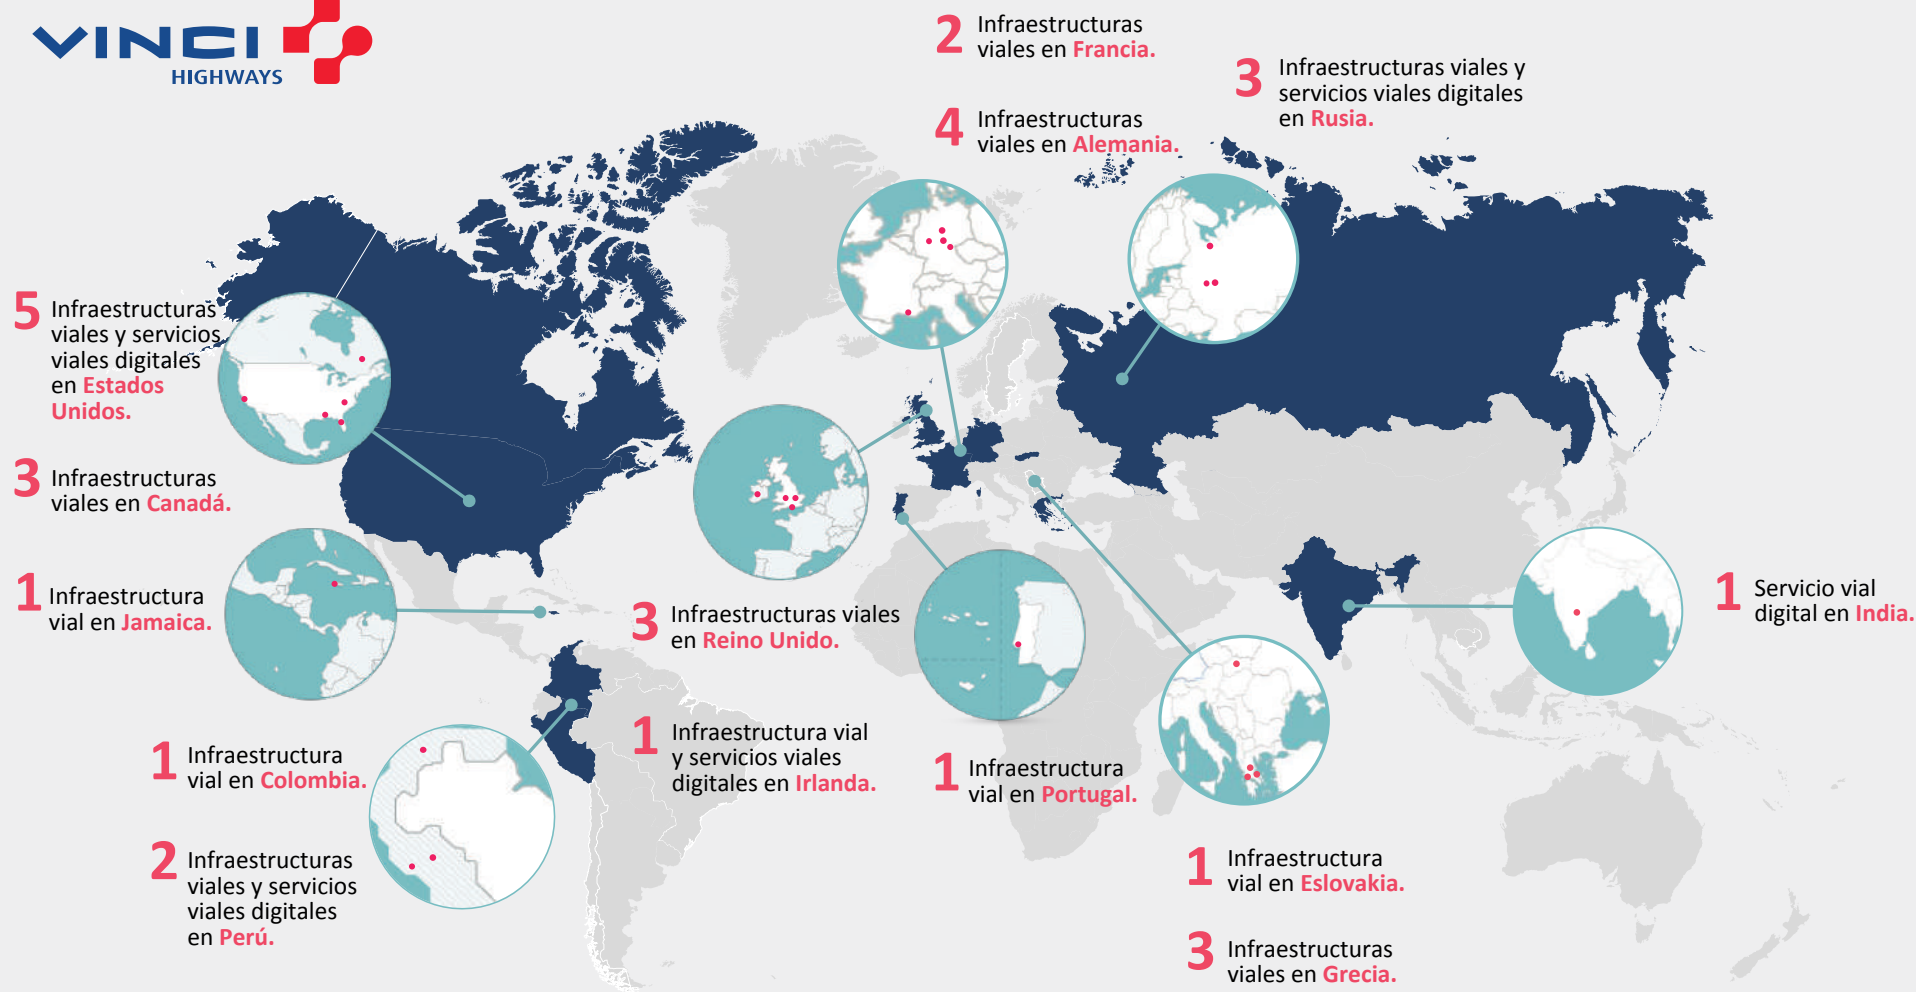 VINCI
HIGHWAYS
2 Infraestructuras
viales en Francia.
4 Infraestructuras
viales en Alemania.
3 Infraestructuras viales y
servicios viales digitales
en Rusia.
5 Infraestructuras
viales y servicios
viales digitales
en Estados
Unidos.
3 Infraestructuras
viales en Canadá.
1 Infraestructura
vial en Jamaica.
1 Infraestructura
vial en Colombia.
2 Infraestructuras
viales y servicios
viales digitales
en Perú.
3 Infraestructuras viales
en Reino Unido.
1 Infraestructura vial
y servicios viales
digitales en Irlanda.
1 Infraestructura
vial en Portugal.
1 Infraestructura
vial en Eslovakia.
3 Infraestructuras
viales en Grecia.
1 Servicio vial
digital en India.